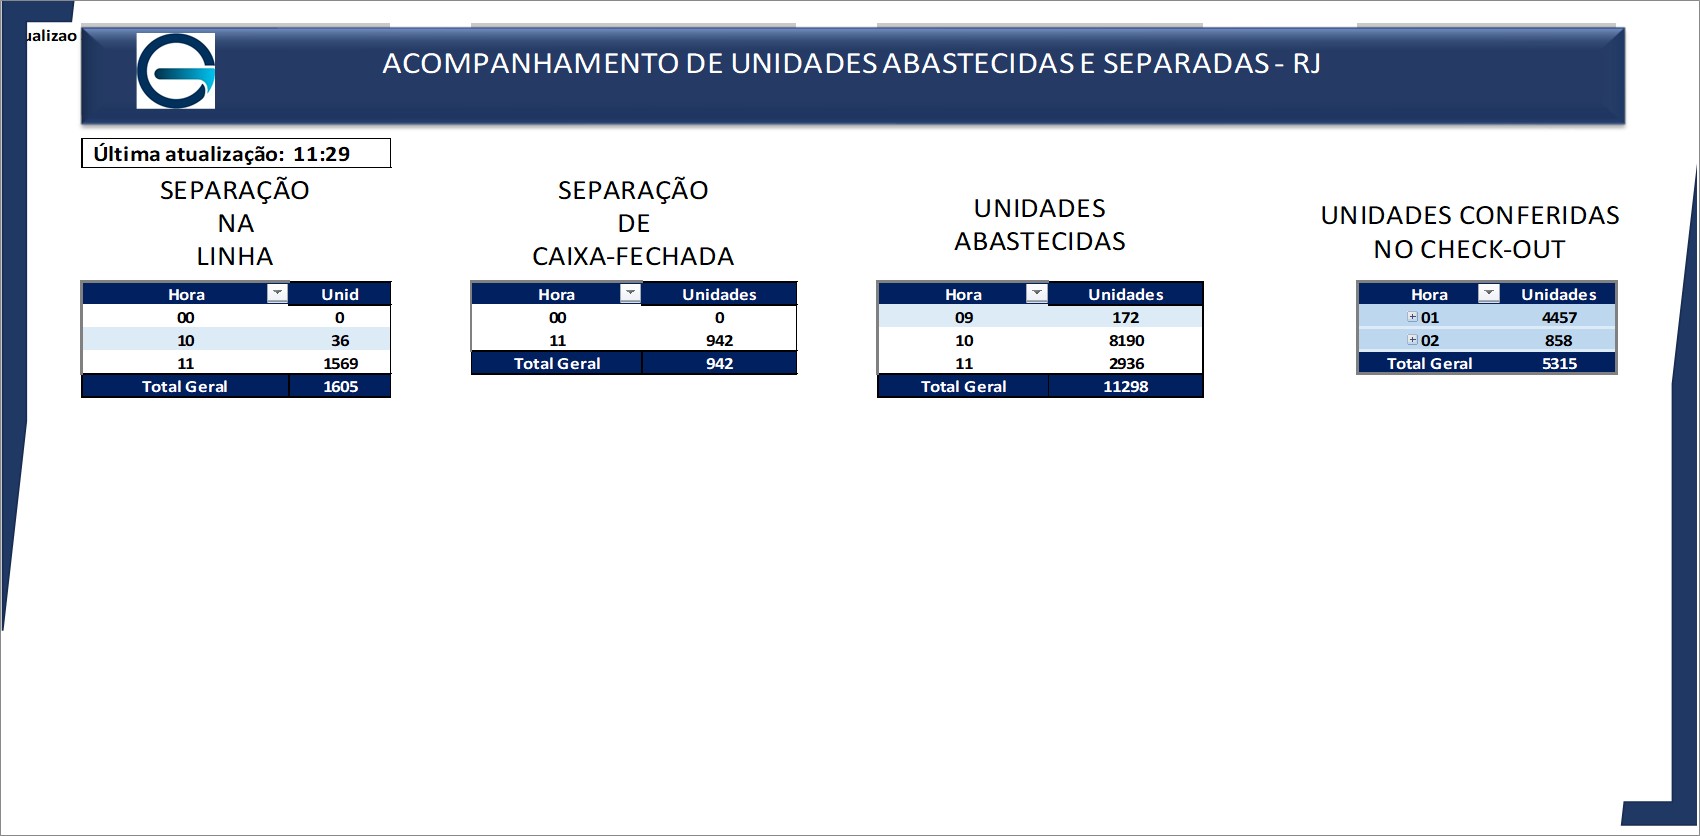 ualizao
ACOMPANHAMENTO DE UNIDADES ABASTECIDAS E SEPARADAS - RJ
Última atualização: 11:29
SEPARAÇÃO
NA
LINHA
Hora Unid
00 0
10 36
11 1569
Total Geral 1605
SEPARAÇÃO
DE
CAIXA-FECHADA
Hora Unidades
00 0
11 942
Total Geral 942
UNIDADES
ABASTECIDAS
Hora Unidades
09 172
10 8190
11 2936
Total Geral 11298
UNIDADES CONFERIDAS
NO CHECK-OUT
Hora Unidades
01 4457
02 858
Total Geral 5315